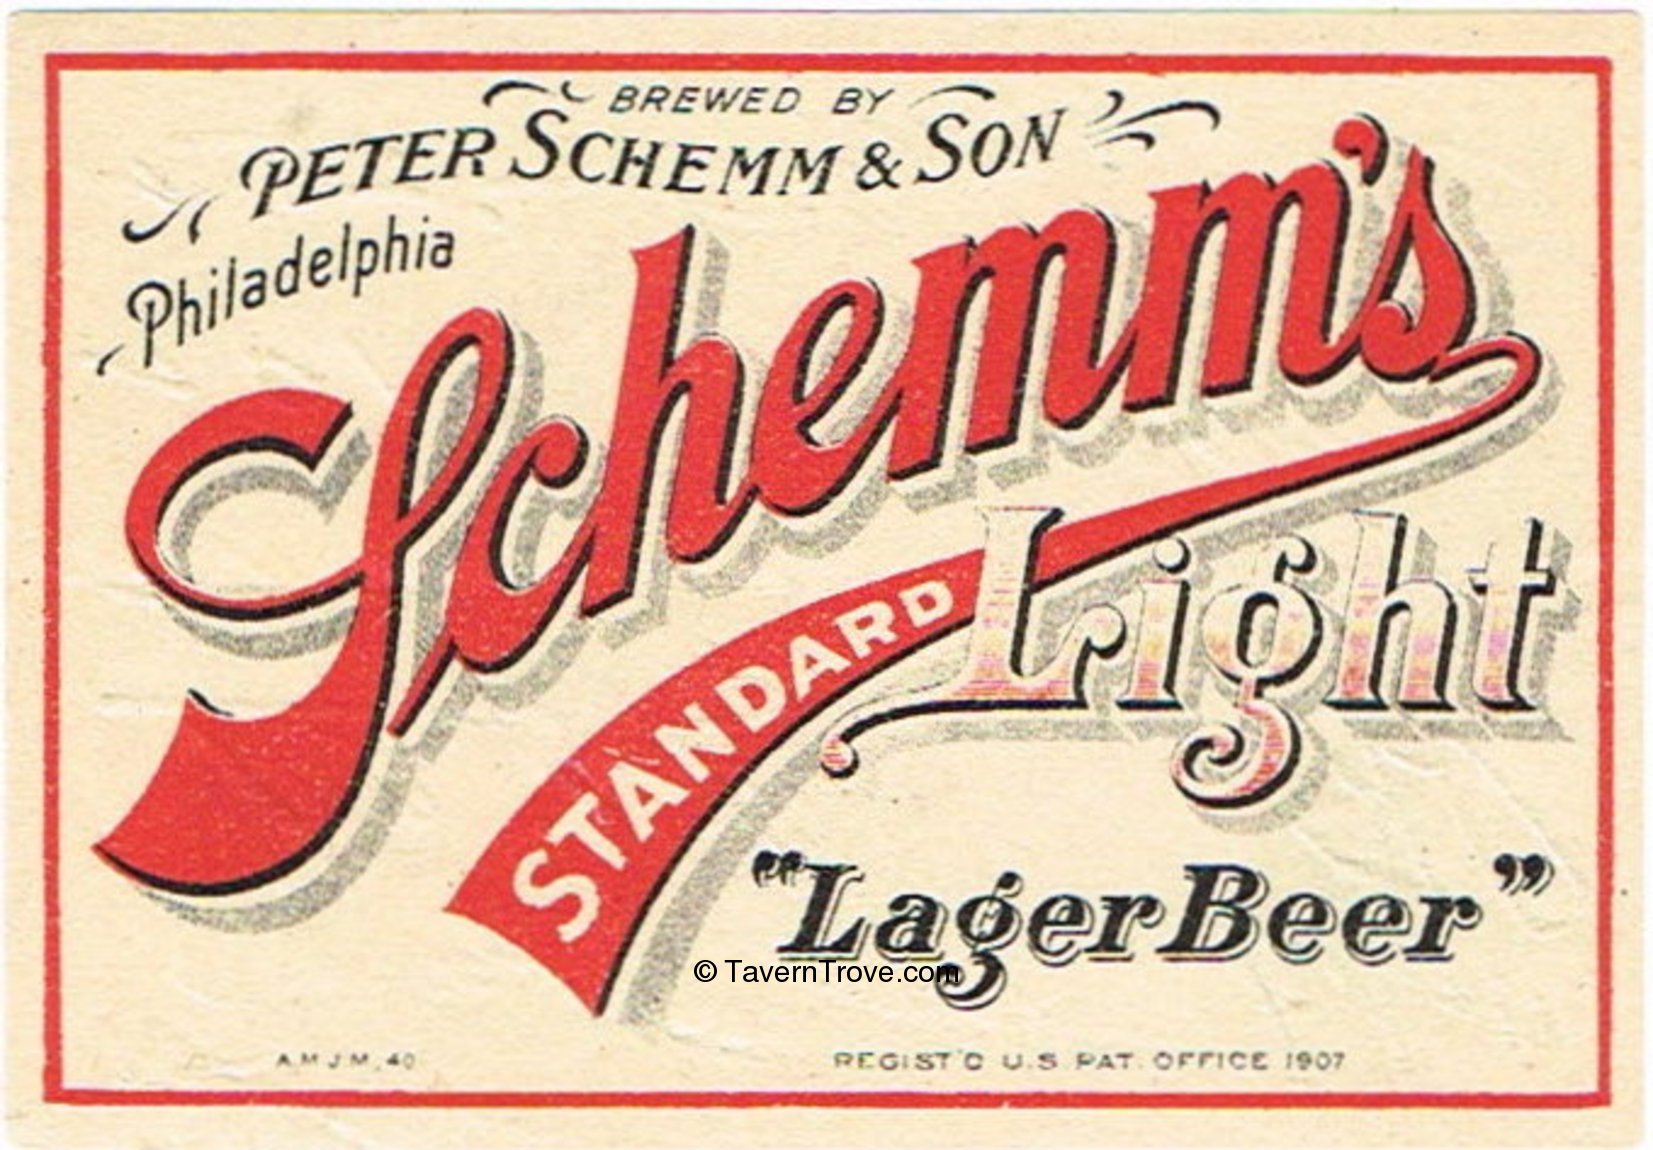 BREWED BY
PETER SCHEMM & SON
Philadelphia
Schemm's
STANDARD
Light
"Lager Beer"
© TavernTrove.com
A.M.J.M. 40
REGIST'D U.S. PAT. OFFICE 1907